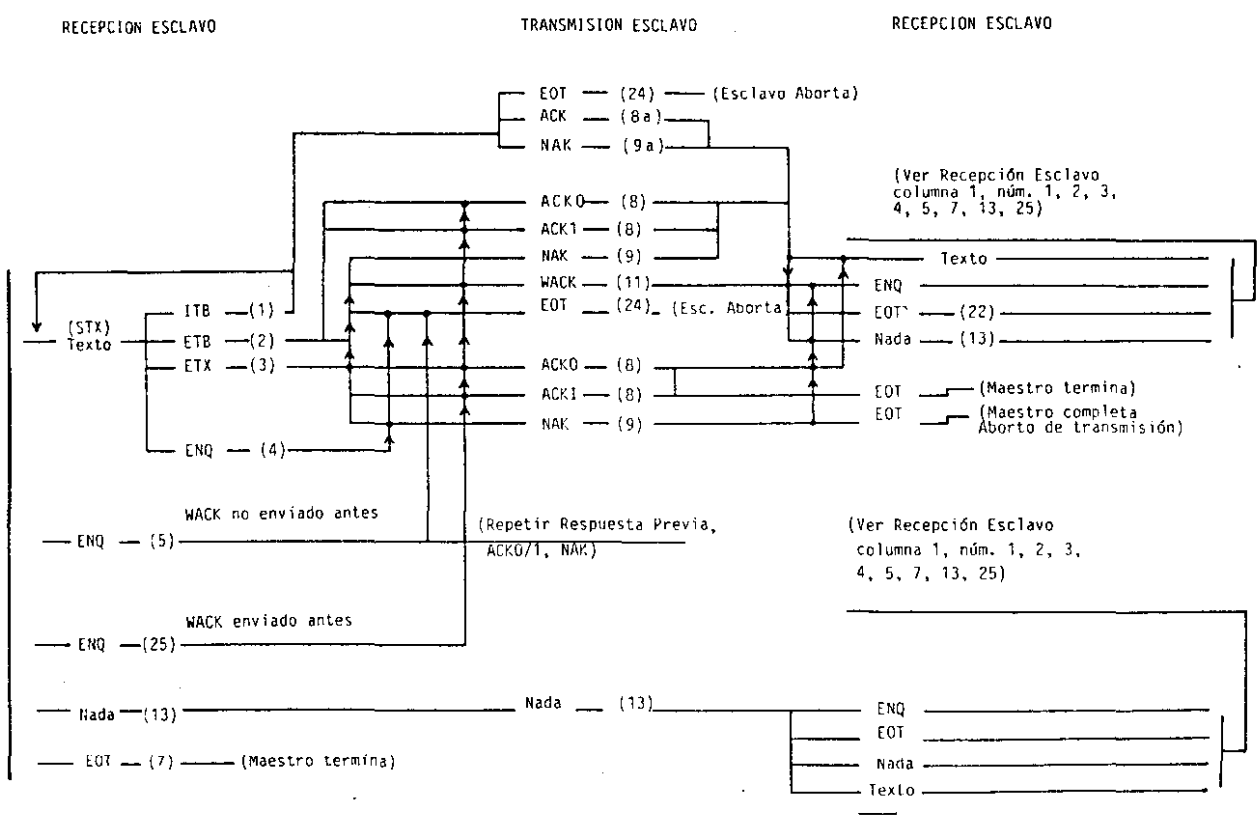 RECEPCION ESCLAVO
TRANSMISION ESCLAVO
RECEPCION ESCLAVO
EOT (24) (Esclavo Aborta)
ACK (8a)
NAK (9a)
(Ver Recepción Esclavo
columna 1, núm. 1, 2, 3,
4, 5, 7, 13, 25)
ACK0 (8)
ACK1 (8)
NAK (9)
WACK (11)
EOT (24) (Esc. Aborta
Texto
ENQ
EOT (22)
Nada (13)
(STX)
Texto
ITB (1)
ETB (2)
ETX (3)
ENQ (4)
ACK0 (8)
ACKI (8)
NAK (9)
EOT (Maestro termina)
EOT (Maestro completa
Aborto de transmisión)
WACK no enviado antes
ENQ (5)
(Repetir Respuesta Previa,
ACK0/1, NAK)
(Ver Recepción Esclavo
columna 1, núm. 1, 2, 3,
4, 5, 7, 13, 25)
WACK enviado antes
ENQ (25)
Nada (13)
Nada (13)
ENQ
EOT
Nada
Texto
EOT (7) (Maestro termina)